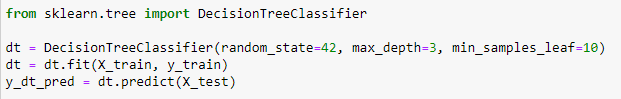 from sklearn.tree import DecisionTreeClassifier
dt = DecisionTreeClassifier(random_state=42, max_depth=3, min_samples_leaf=10)
dt = dt.fit(X_train, y_train)
y_dt_pred = dt.predict(X_test)